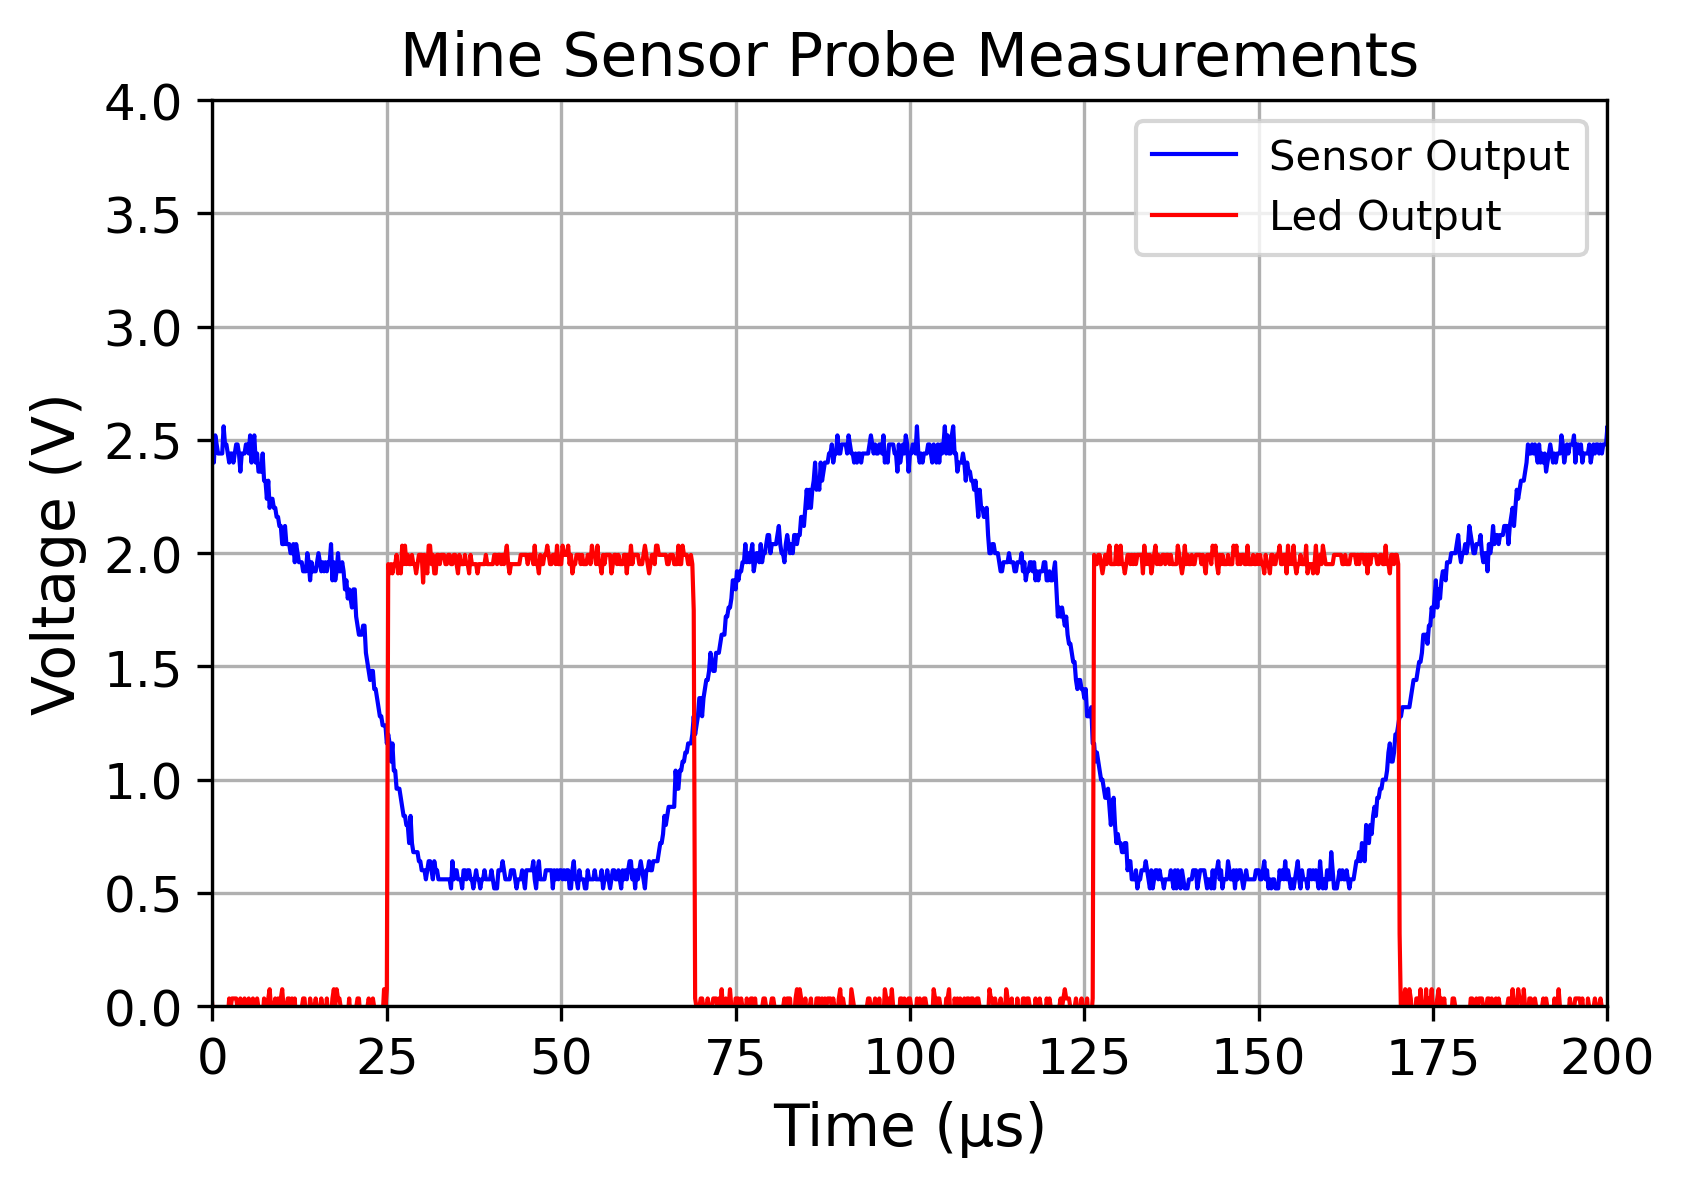 Mine Sensor Probe Measurements
4.0
3.5
3.0
2.5
2.0
1.5
1.0
0.5
0.0
Voltage (V)
Sensor Output
Led Output
0 25 50 75 100 125 150 175 200
Time (µs)